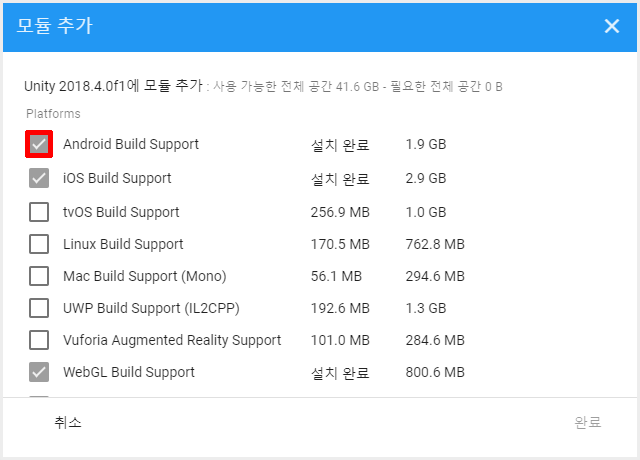 모듈 추가
Unity 2018.4.0f1에 모듈 추가 : 사용 가능한 전체 공간 41.6 GB - 필요한 전체 공간 0 B
Platforms
Android Build Support 설치 완료 1.9 GB
iOS Build Support 설치 완료 2.9 GB
tvOS Build Support 256.9 MB 1.0 GB
Linux Build Support 170.5 MB 762.8 MB
Mac Build Support (Mono) 56.1 MB 294.6 MB
UWP Build Support (IL2CPP) 192.6 MB 1.3 GB
Vuforia Augmented Reality Support 101.0 MB 284.6 MB
WebGL Build Support 설치 완료 800.6 MB
취소 완료